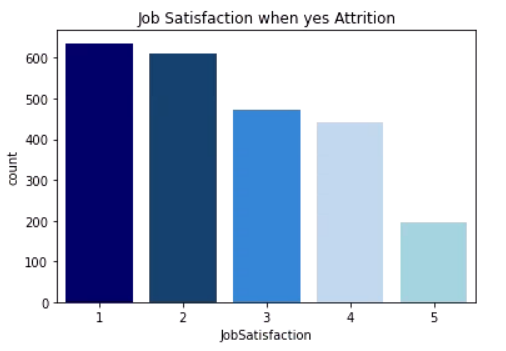 Job Satisfaction when yes Attrition
600
500
400
300
200
100
0
count
1 2 3 4 5
JobSatisfaction